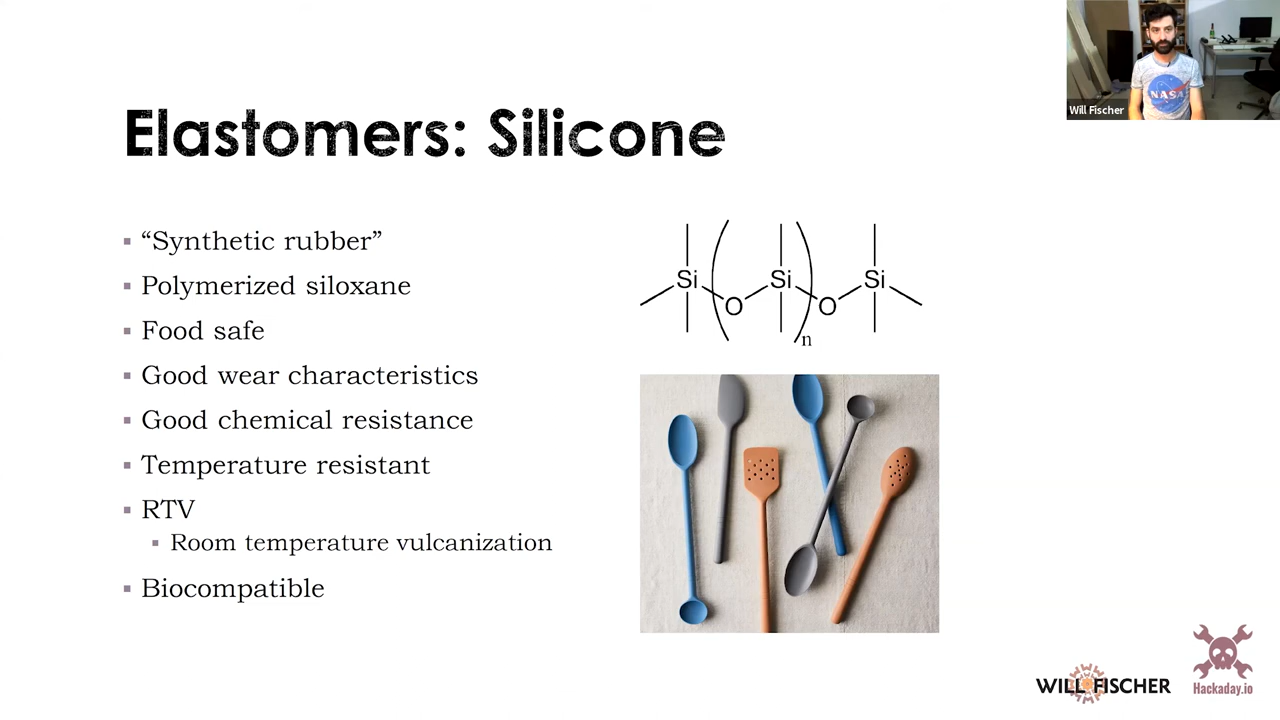 Elastomers: Silicone
“Synthetic rubber”
Polymerized siloxane
Food safe
Good wear characteristics
Good chemical resistance
Temperature resistant
RTV
Room temperature vulcanization
Biocompatible
Si
Si
Si
O
O
n
NASA
Will Fischer
WILL FISCHER
Hackaday.io